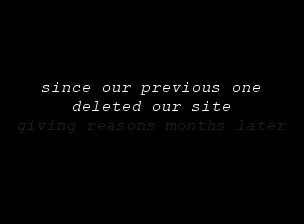 since our previous one
deleted our site
giving reasons months later